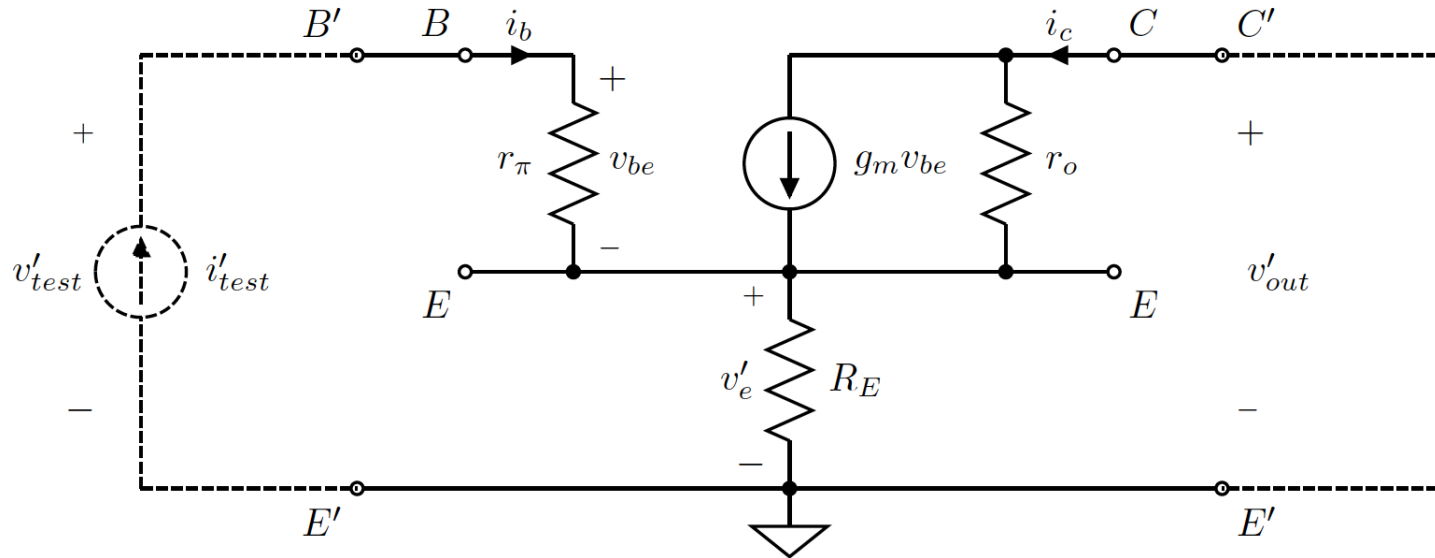 B′ B i_b i_c C C′
+ +
+ r_π v_be g_m v_be r_o +
−
v′_test i′_test E + E v′_out
v′_e R_E
− − −
E′ E′